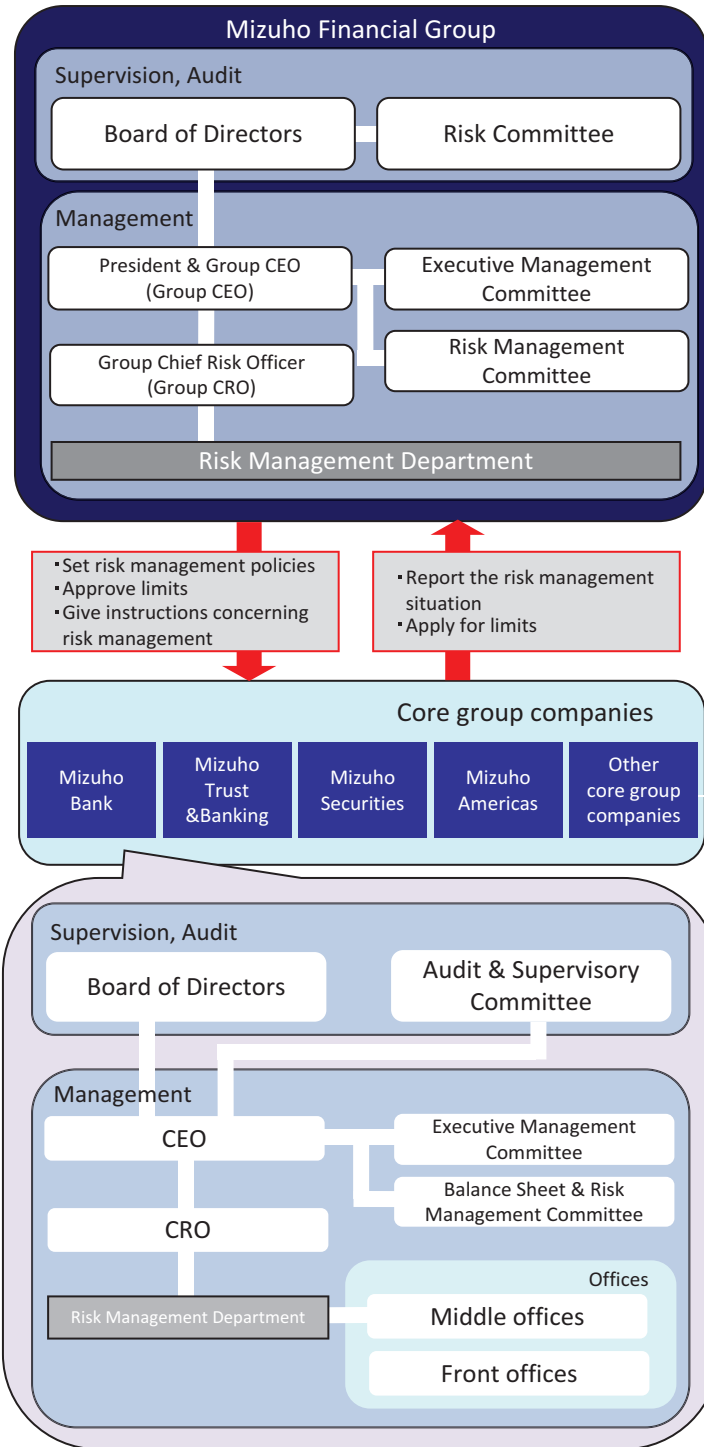 Mizuho Financial Group
Supervision, Audit
Board of Directors
Risk Committee
Management
President & Group CEO
(Group CEO)
Executive Management
Committee
Group Chief Risk Officer
(Group CRO)
Risk Management
Committee
Risk Management Department
・Set risk management policies
・Approve limits
・Give instructions concerning
risk management
・Report the risk management
situation
・Apply for limits
Core group companies
Mizuho
Bank
Mizuho
Trust
&Banking
Mizuho
Securities
Mizuho
Americas
Other
core group
companies
Supervision, Audit
Board of Directors
Audit & Supervisory
Committee
Management
CEO
Executive Management
Committee
Balance Sheet & Risk
Management Committee
CRO
Offices
Risk Management Department
Middle offices
Front offices